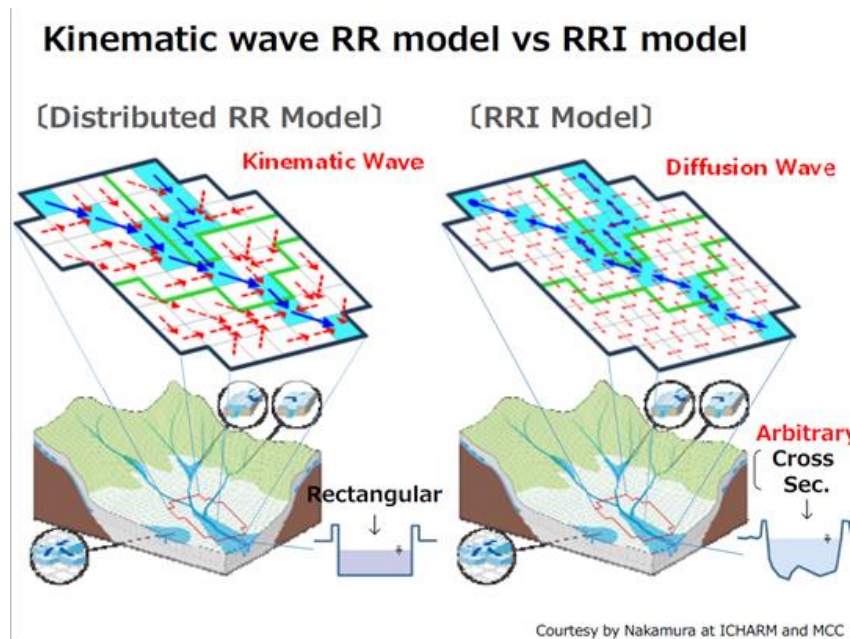 Kinematic wave RR model vs RRI model
〔Distributed RR Model〕
〔RRI Model〕
Kinematic Wave
Diffusion Wave
Rectangular
Arbitrary
Cross
Sec.
Courtesy by Nakamura at ICHARM and MCC